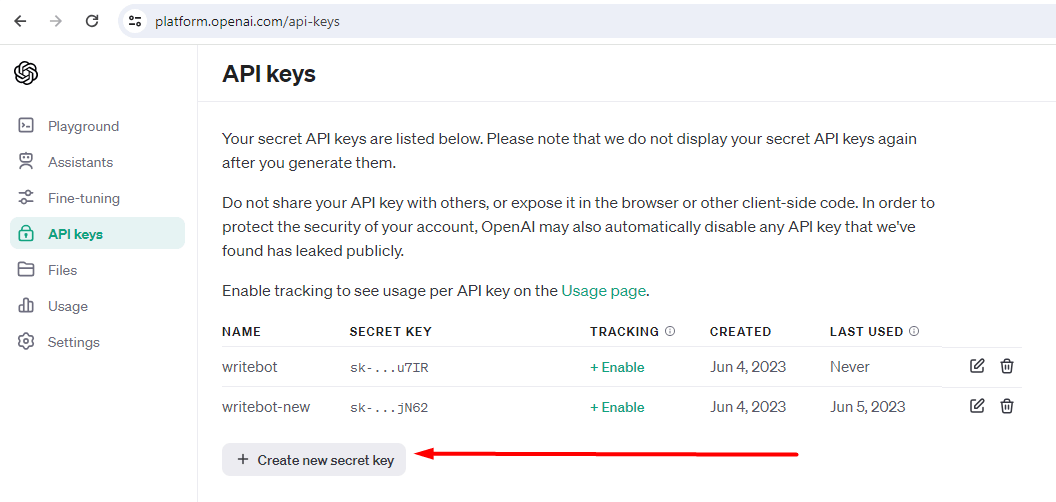 platform.openai.com/api-keys
API keys
Playground
Assistants
Fine-tuning
API keys
Files
Usage
Settings
Your secret API keys are listed below. Please note that we do not display your secret API keys again
after you generate them.
Do not share your API key with others, or expose it in the browser or other client-side code. In order to
protect the security of your account, OpenAI may also automatically disable any API key that we've
found has leaked publicly.
Enable tracking to see usage per API key on the Usage page.
NAME SECRET KEY TRACKING CREATED LAST USED
writebot sk-...u7IR + Enable Jun 4, 2023 Never
writebot-new sk-...jN62 + Enable Jun 4, 2023 Jun 5, 2023
+ Create new secret key